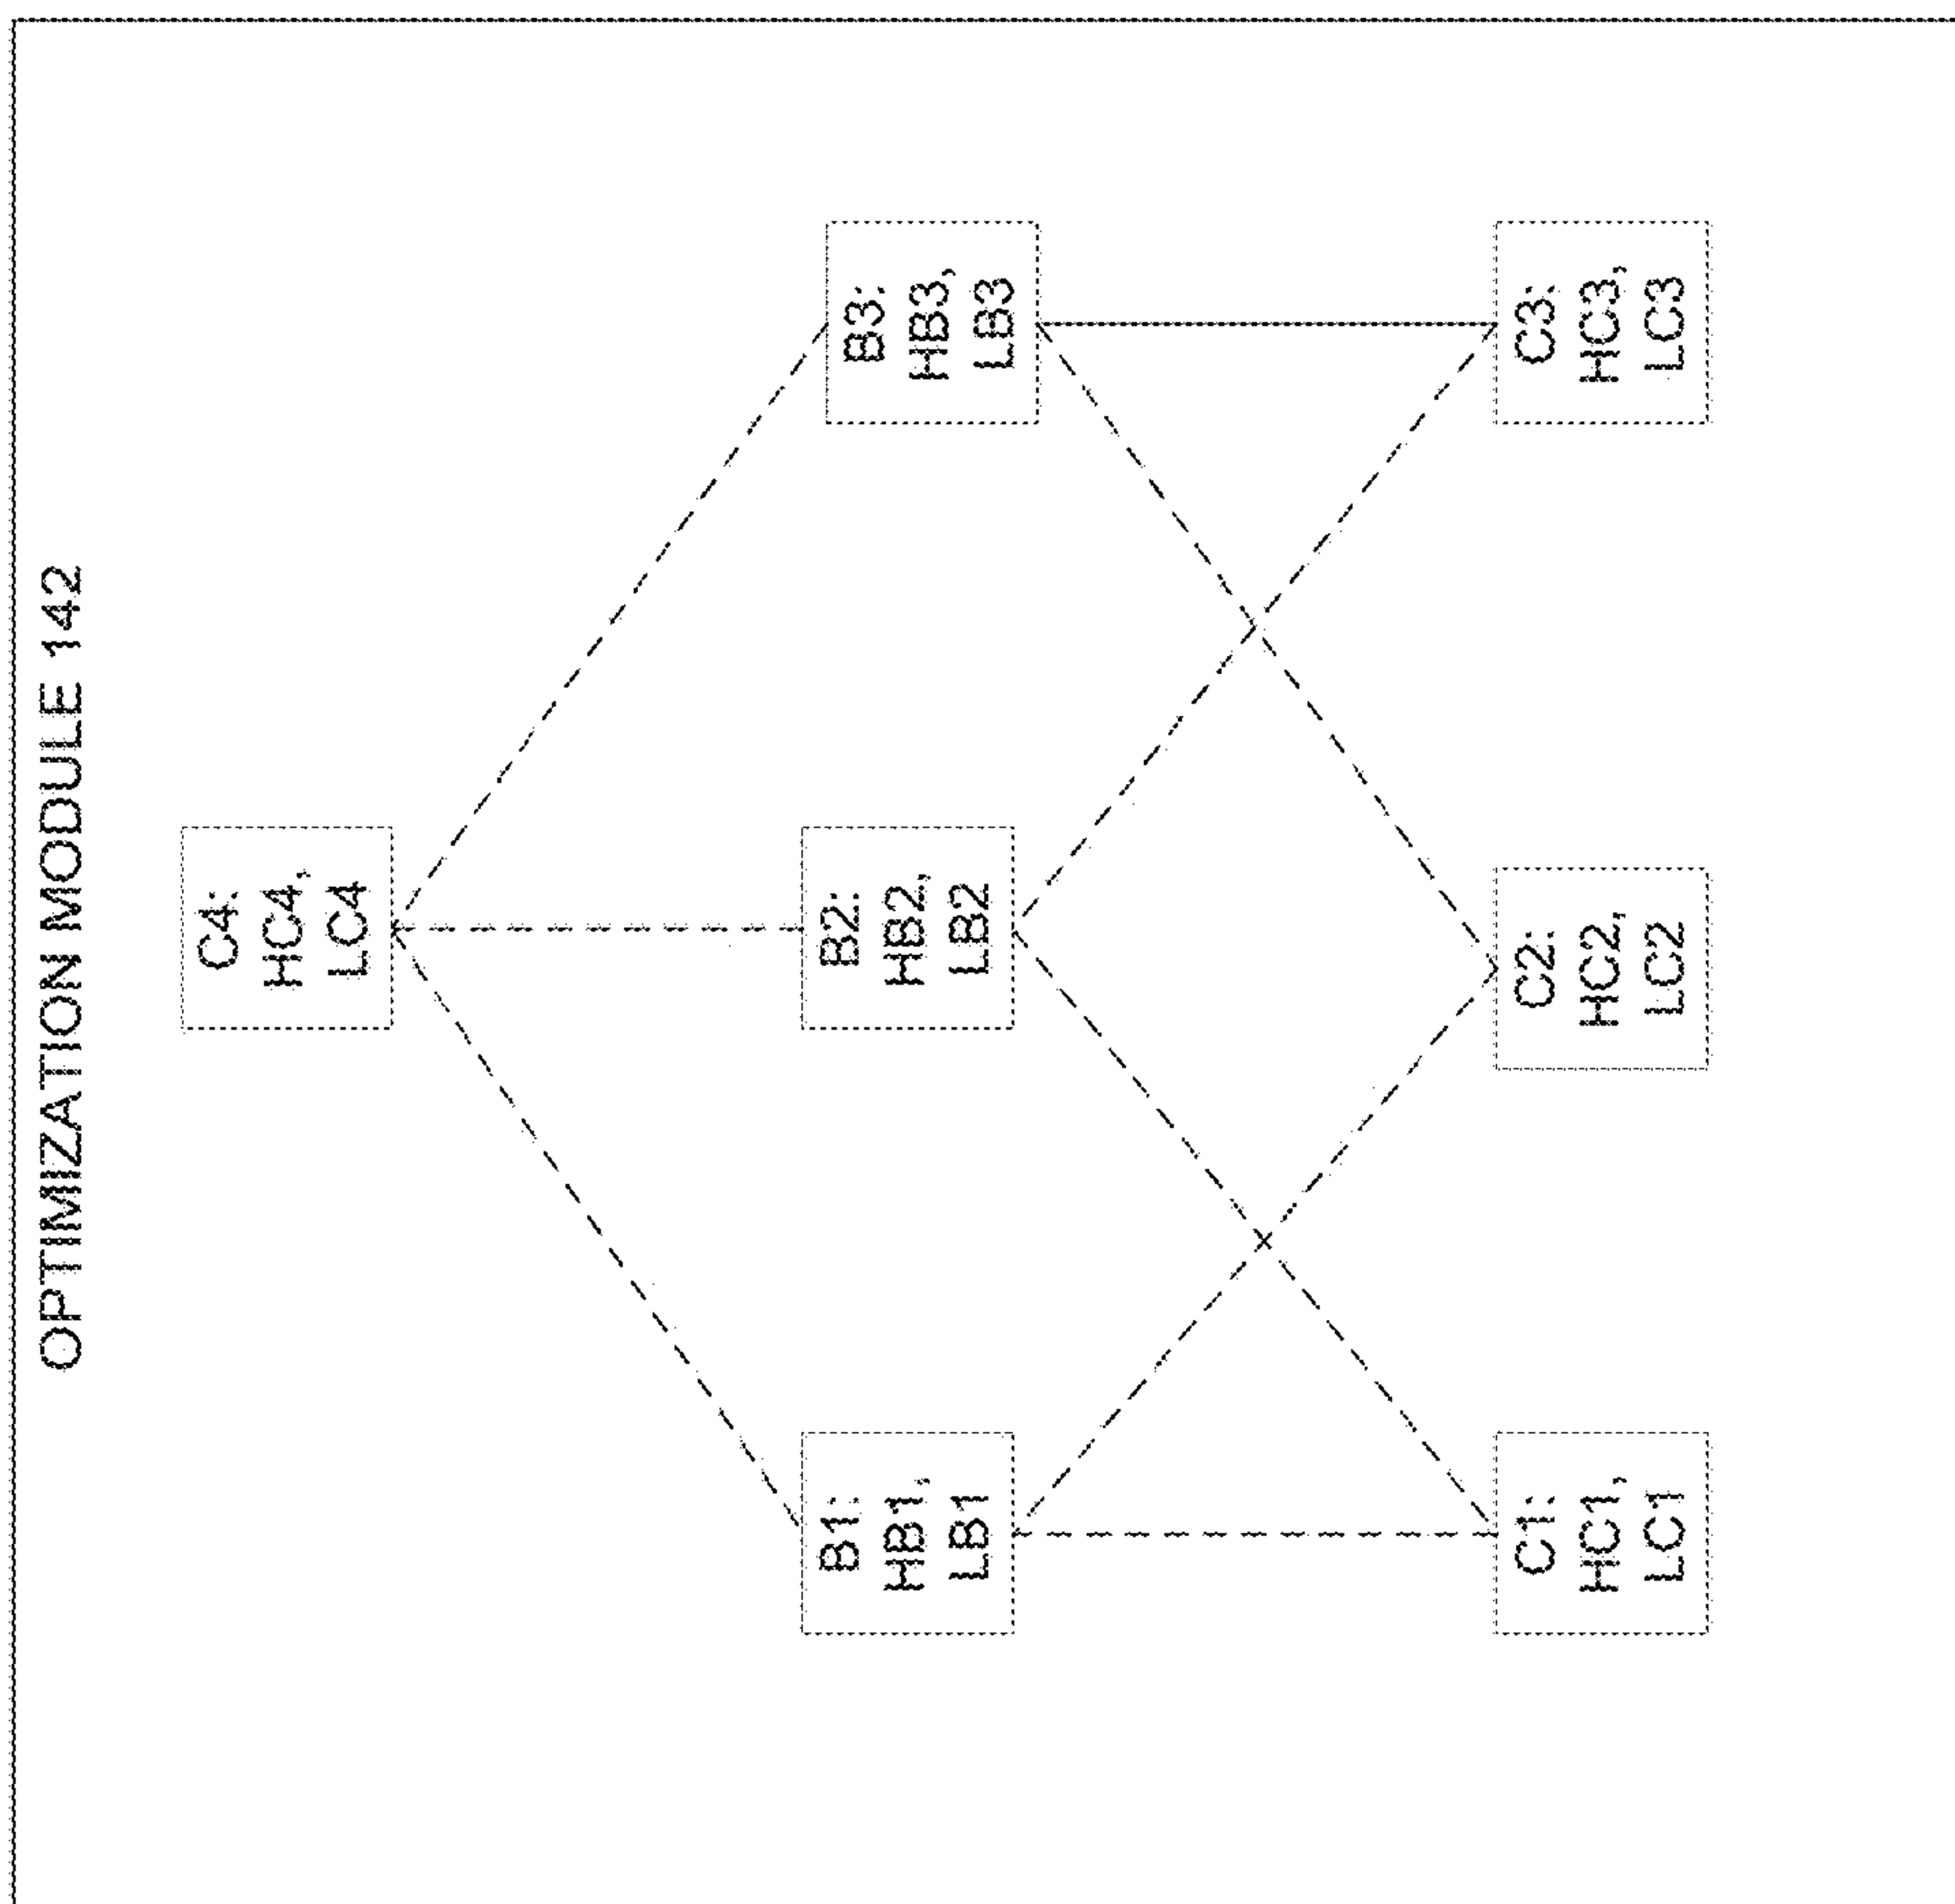 OPTIMIZATION MODULE 142
C4:
HC4,
LC4
B1:
HB1,
LB1
B2:
HB2,
LB2
B3:
HB3,
LB3
C1:
HC1,
LC1
C2:
HC2,
LC2
C3:
HC3,
LC3